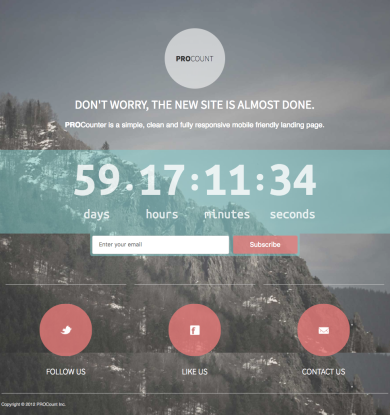 PROCOUNT
DON'T WORRY, THE NEW SITE IS ALMOST DONE.
PROCounter is a simple, clean and fully responsive mobile friendly landing page.
59.17:11:34
days hours minutes seconds
Enter your email Subscribe
FOLLOW US LIKE US CONTACT US
Copyright © 2012 PROCount Inc.